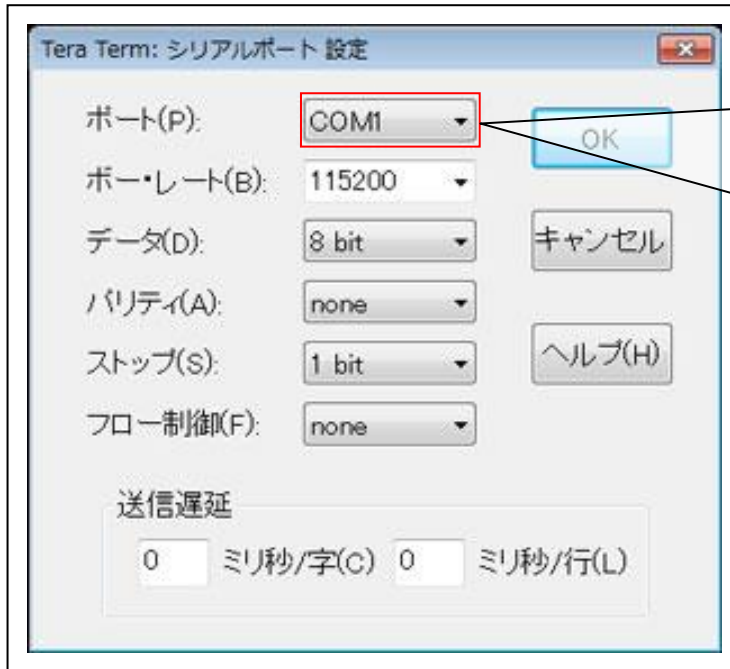 Tera Term: シリアルポート 設定
ポート(P): COM1 OK
ボー・レート(B): 115200
データ(D): 8 bit キャンセル
パリティ(A): none
ストップ(S): 1 bit ヘルプ(H)
フロー制御(F): none
送信遅延
0 ミリ秒/字(C) 0 ミリ秒/行(L)